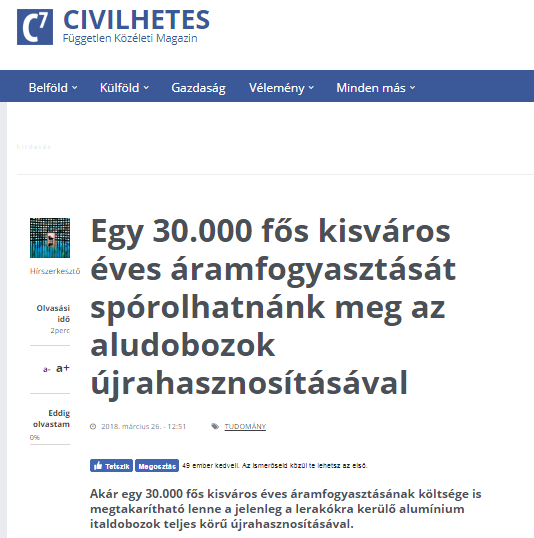 C7 CIVILHETES
Független Közéleti Magazin
Belföld Külföld Gazdaság Vélemény Minden más
hirdetés
Egy 30.000 fős kisváros
éves áramfogyasztását
spórolhatnánk meg az
aludobozok
újrahasznosításával
Hírszerkesztő
Olvasási
idő
2perc
a- a+
Eddig
olvastam
0%
2018. március 26. - 12:51 TUDOMÁNY
Tetszik Megosztás 49 ember kedveli. Az ismerőseid közül te lehetsz az első.
Akár egy 30.000 fős kisváros éves áramfogyasztásának költsége is
megtakarítható lenne a jelenleg a lerakókra kerülő alumínium
italdobozok teljes körű újrahasznosításával.